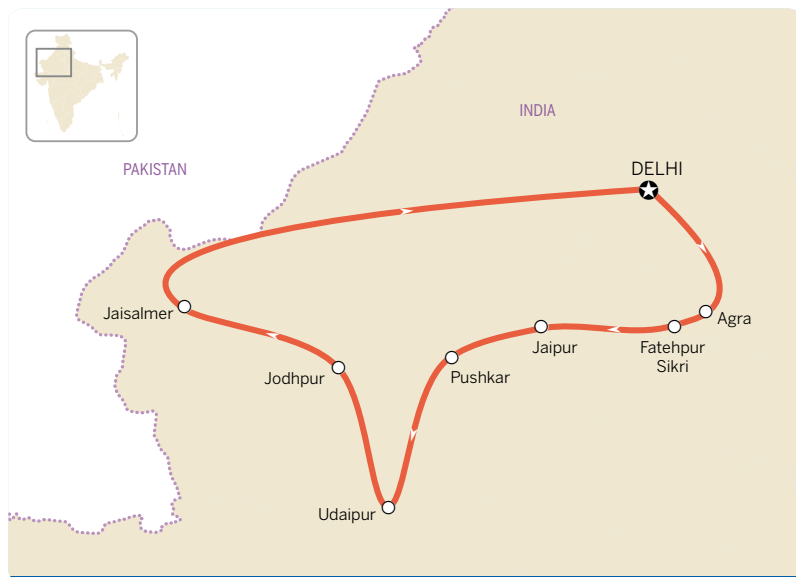 INDIA
PAKISTAN
DELHI
Jaisalmer
Agra
Jaipur
Fatehpur
Sikri
Jodhpur
Pushkar
Udaipur